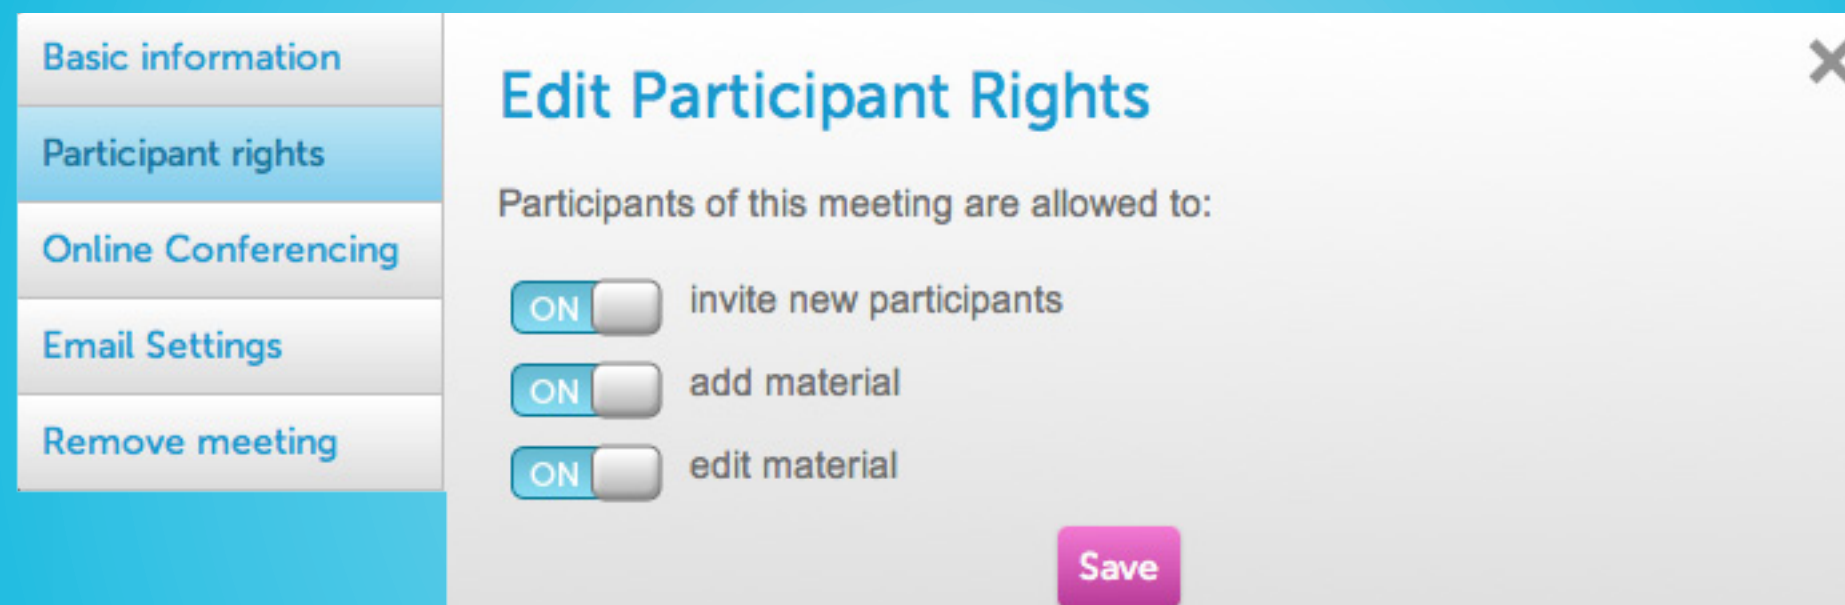 Basic information
Participant rights
Online Conferencing
Email Settings
Remove meeting
Edit Participant Rights
Participants of this meeting are allowed to:
ON invite new participants
ON add material
ON edit material
Save